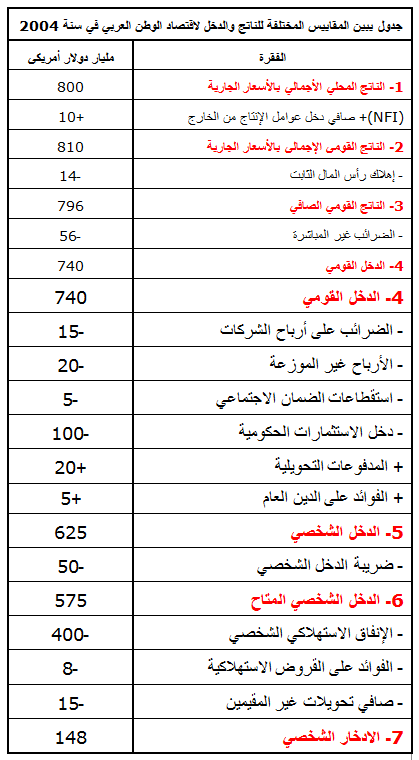 جدول يبين المقاييس المختلفة للناتج والدخل لاقتصاد الوطن العربي في سنة 2004
الفقرة مليار دولار أمريكي
1- الناتج المحلي الأجمالي بالأسعار الجارية 800
(NFI)+ صافي دخل عوامل الإنتاج من الخارج 10+
2- الناتج القومي الإجمالي بالأسعار الجارية 810
- إهلاك رأس المال الثابت 14-
3- الناتج القومي الصافي 796
- الضرائب غير المباشرة 56-
4- الدخل القومي 740
4- الدخل القومي 740
- الضرائب على أرباح الشركات 15-
- الأرباح غير الموزعة 20-
- استقطاعات الضمان الاجتماعي 5-
- دخل الاستثمارات الحكومية 100-
+ المدفوعات التحويلية 20+
+ الفوائد على الدين العام 5+
5- الدخل الشخصي 625
- ضريبة الدخل الشخصي 50-
6- الدخل الشخصي المتاح 575
- الإنفاق الاستهلاكي الشخصي 400-
- الفوائد على القروض الاستهلاكية 8-
- صافي تحويلات غير المقيمين 15-
7- الادخار الشخصي 148